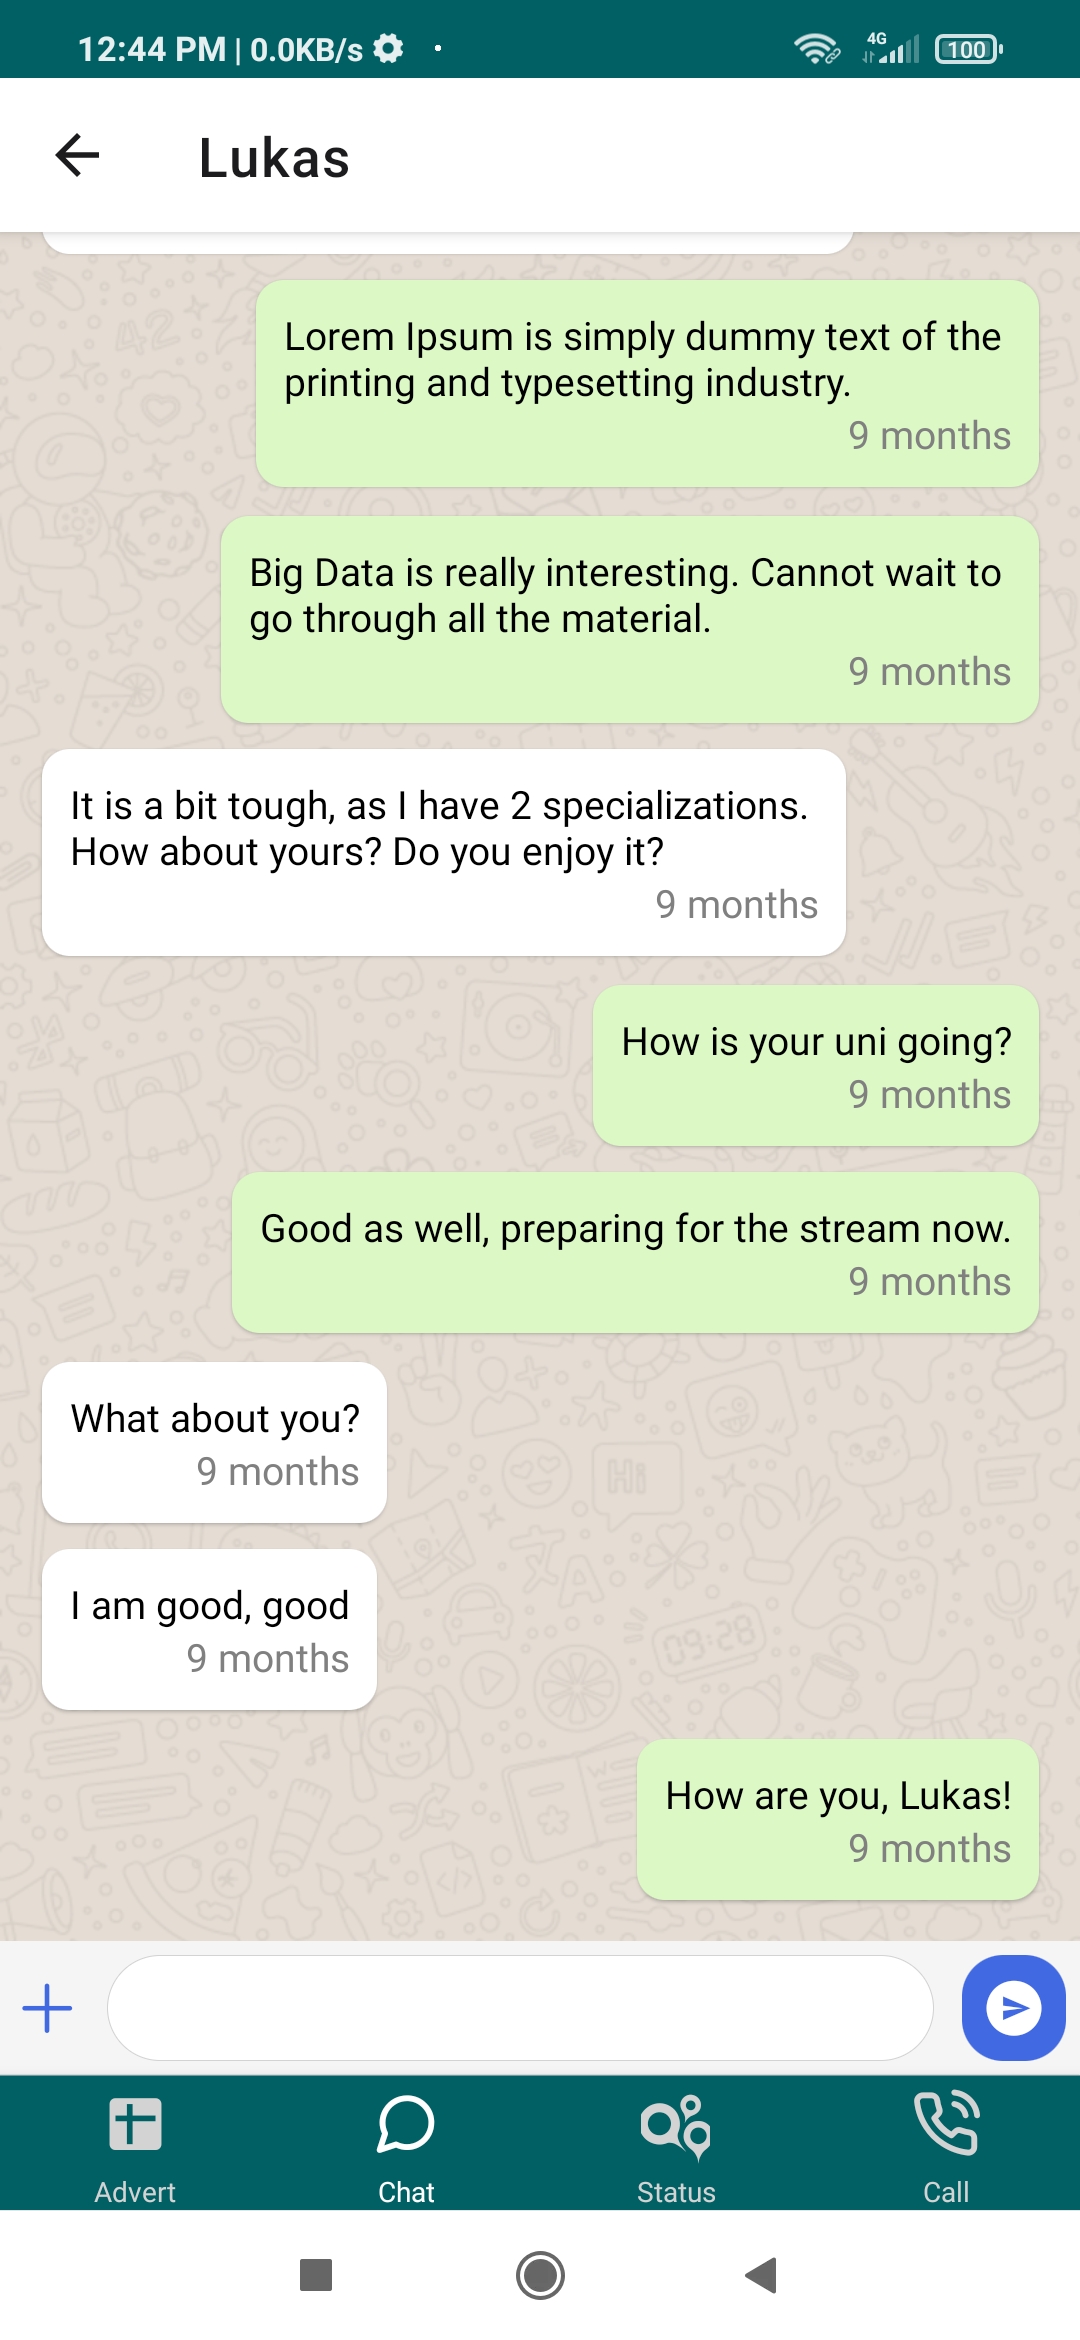 12:44 PM | 0.0KB/s
4G
100
Lukas
Lorem Ipsum is simply dummy text of the
printing and typesetting industry.
9 months
Big Data is really interesting. Cannot wait to
go through all the material.
9 months
It is a bit tough, as I have 2 specializations.
How about yours? Do you enjoy it?
9 months
How is your uni going?
9 months
Good as well, preparing for the stream now.
9 months
What about you?
9 months
I am good, good
9 months
How are you, Lukas!
9 months
Advert
Chat
Status
Call